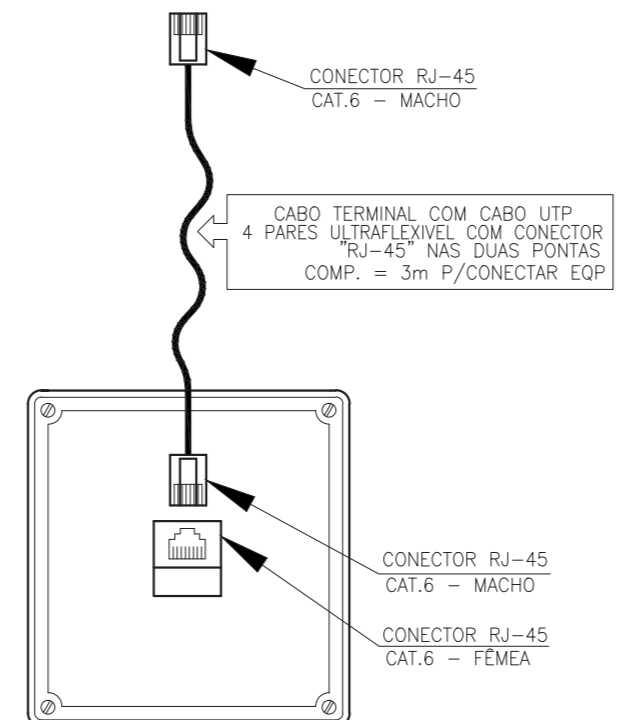 CONECTOR RJ-45
CAT.6 - MACHO
CABO TERMINAL COM CABO UTP
4 PARES ULTRAFLEXIVEL COM CONECTOR
"RJ-45" NAS DUAS PONTAS
COMP. = 3m P/CONECTAR EQP
CONECTOR RJ-45
CAT.6 - MACHO
CONECTOR RJ-45
CAT.6 - FÊMEA